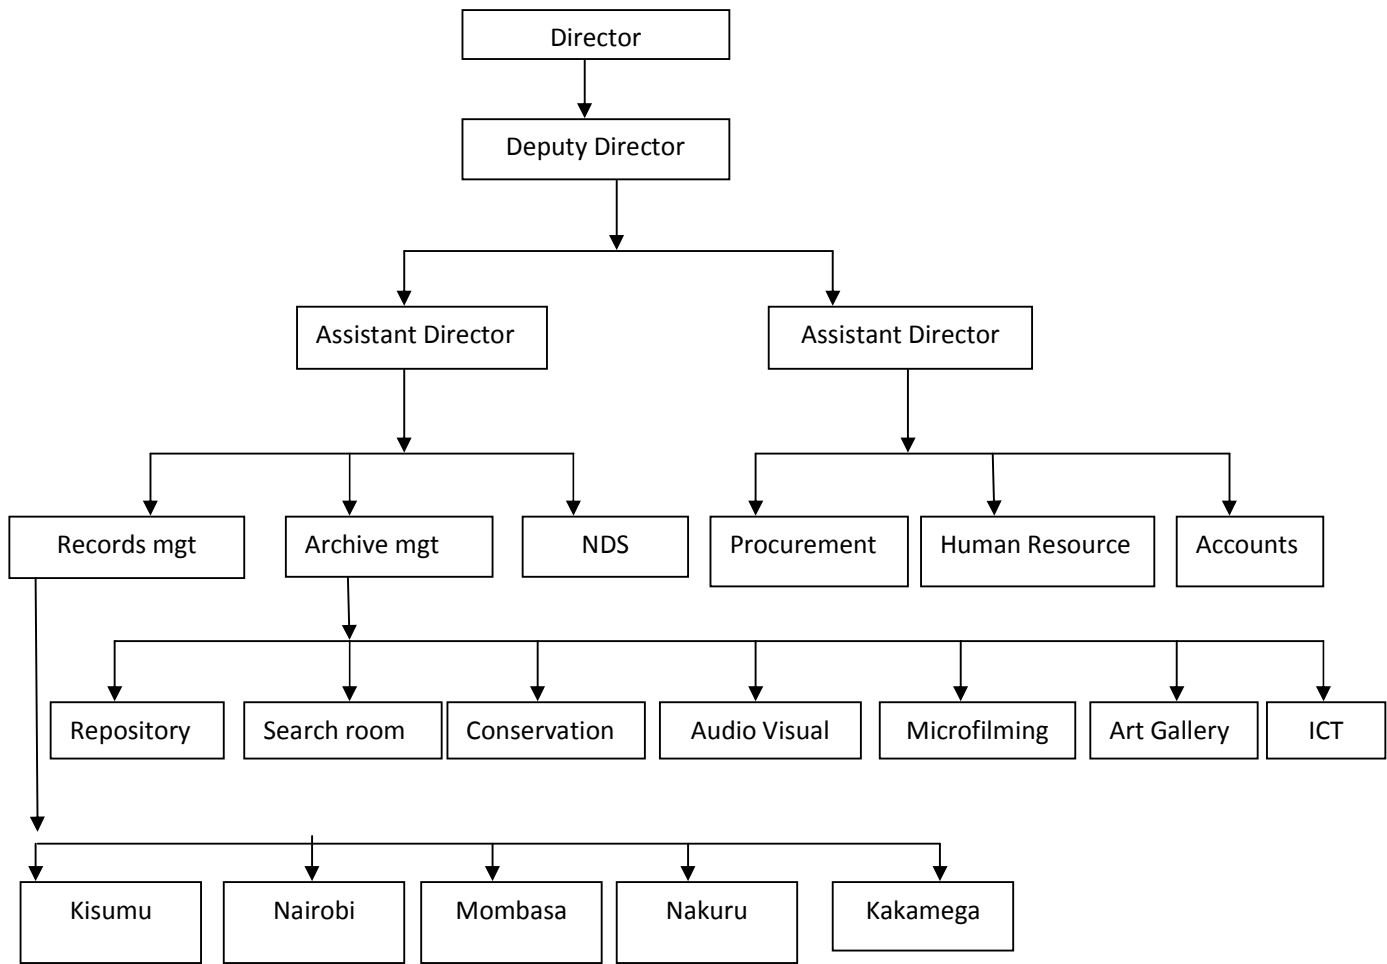 Director
Deputy Director
Assistant Director
Assistant Director
Records mgt
Archive mgt
NDS
Procurement
Human Resource
Accounts
Repository
Search room
Conservation
Audio Visual
Microfilming
Art Gallery
ICT
Kisumu
Nairobi
Mombasa
Nakuru
Kakamega